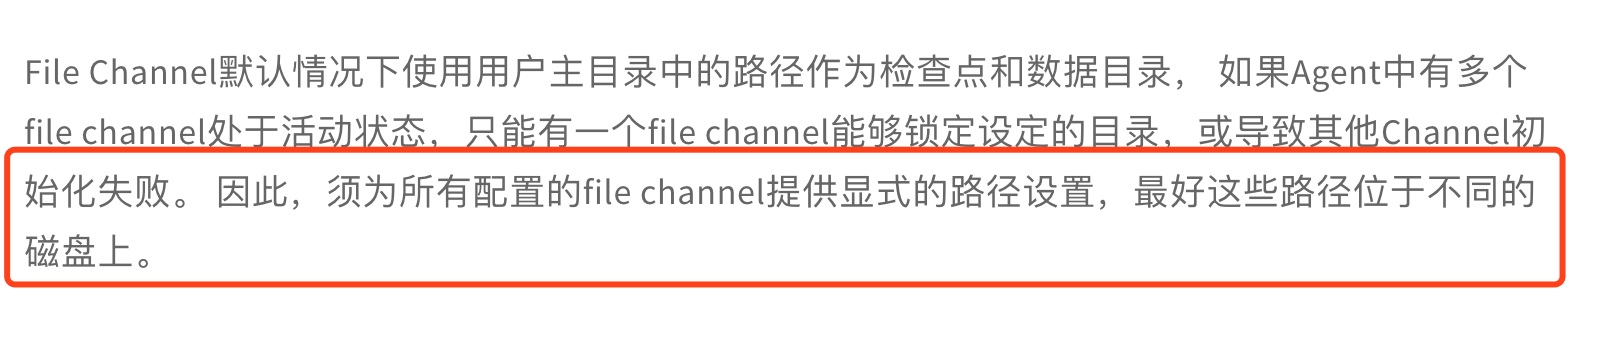 File Channel默认情况下使用用户主目录中的路径作为检查点和数据目录， 如果Agent中有多个
file channel处于活动状态，只能有一个file channel能够锁定设定的目录，或导致其他Channel初
始化失败。 因此，须为所有配置的file channel提供显式的路径设置，最好这些路径位于不同的
磁盘上。